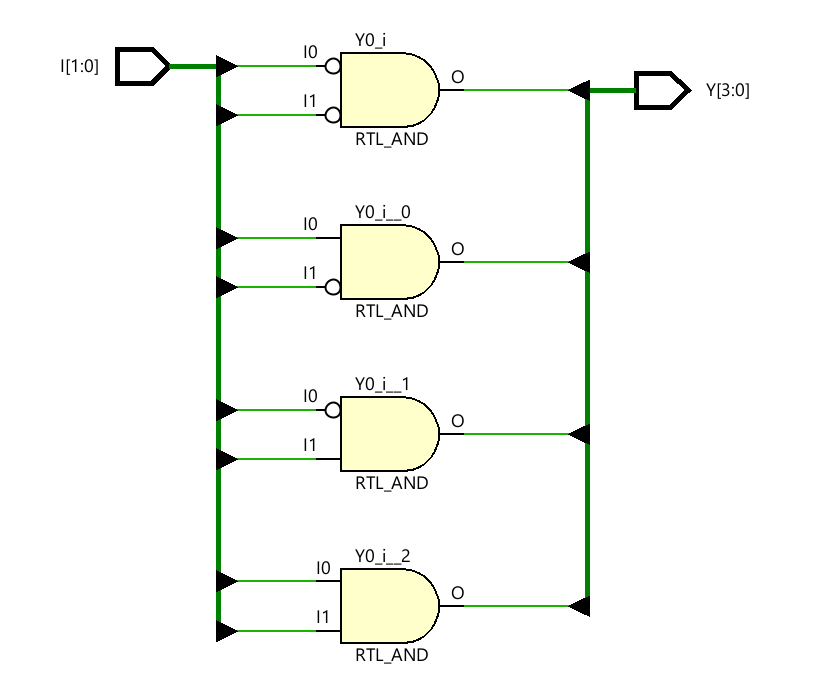 I[1:0]
Y0_i
I0
I1
O
RTL_AND
Y[3:0]
Y0_i__0
I0
I1
O
RTL_AND
Y0_i__1
I0
I1
O
RTL_AND
Y0_i__2
I0
I1
O
RTL_AND